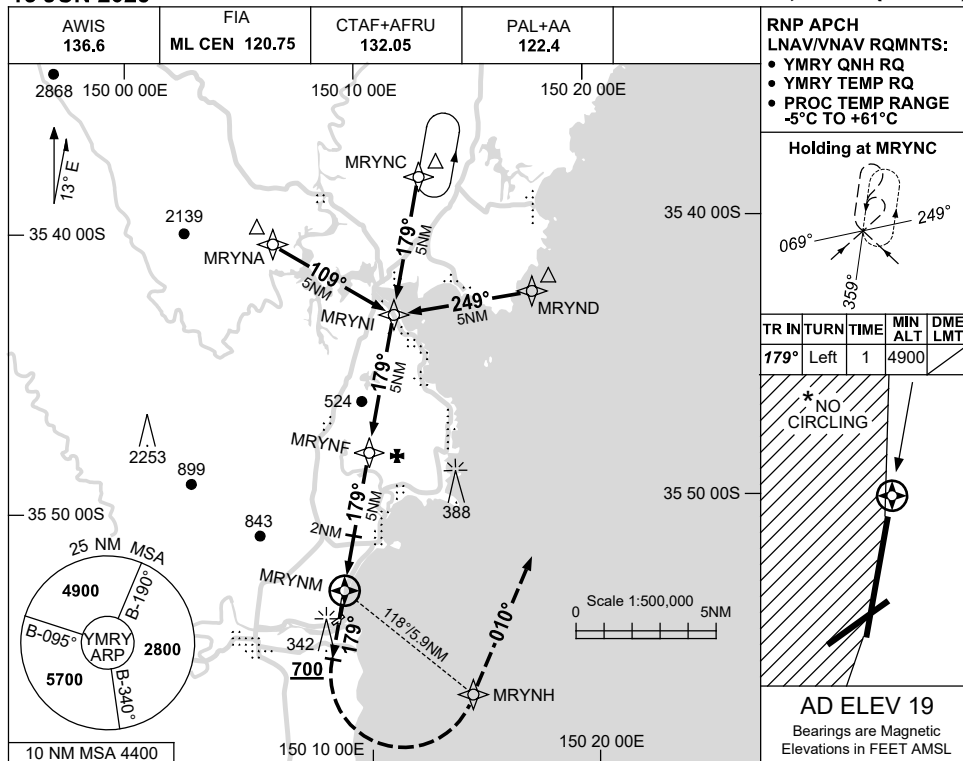 AWIS
136.6
FIA
ML CEN 120.75
CTAF+AFRU
132.05
PAL+AA
122.4
RNP APCH
LNAV/VNAV RQMNTS:
• YMRY QNH RQ
• YMRY TEMP RQ
• PROC TEMP RANGE
-5°C TO +61°C
2868
150 00 00E
150 10 00E
150 20 00E
13° E
MRYNC
Holding at MRYNC
069°
249°
359°
2139
35 40 00S
35 40 00S
MRYNA
179°
5NM
109°
5NM
249°
5NM
MRYND
MRYNI
TR IN
TURN
TIME
MIN ALT
DME LMT
179°
Left
1
4900
179°
5NM
524
MRYNF
2253
899
388
*NO
CIRCLING
179°
5NM
35 50 00S
35 50 00S
843
2NM
25 NM MSA
4900
B-190°
B-095°
YMRY
ARP
2800
5700
B-340°
MRYNM
342
179°
700
118°/5.9NM
010°
MRYNH
Scale 1:500,000
0
5NM
AD ELEV 19
Bearings are Magnetic
Elevations in FEET AMSL
10 NM MSA 4400
150 10 00E
150 20 00E